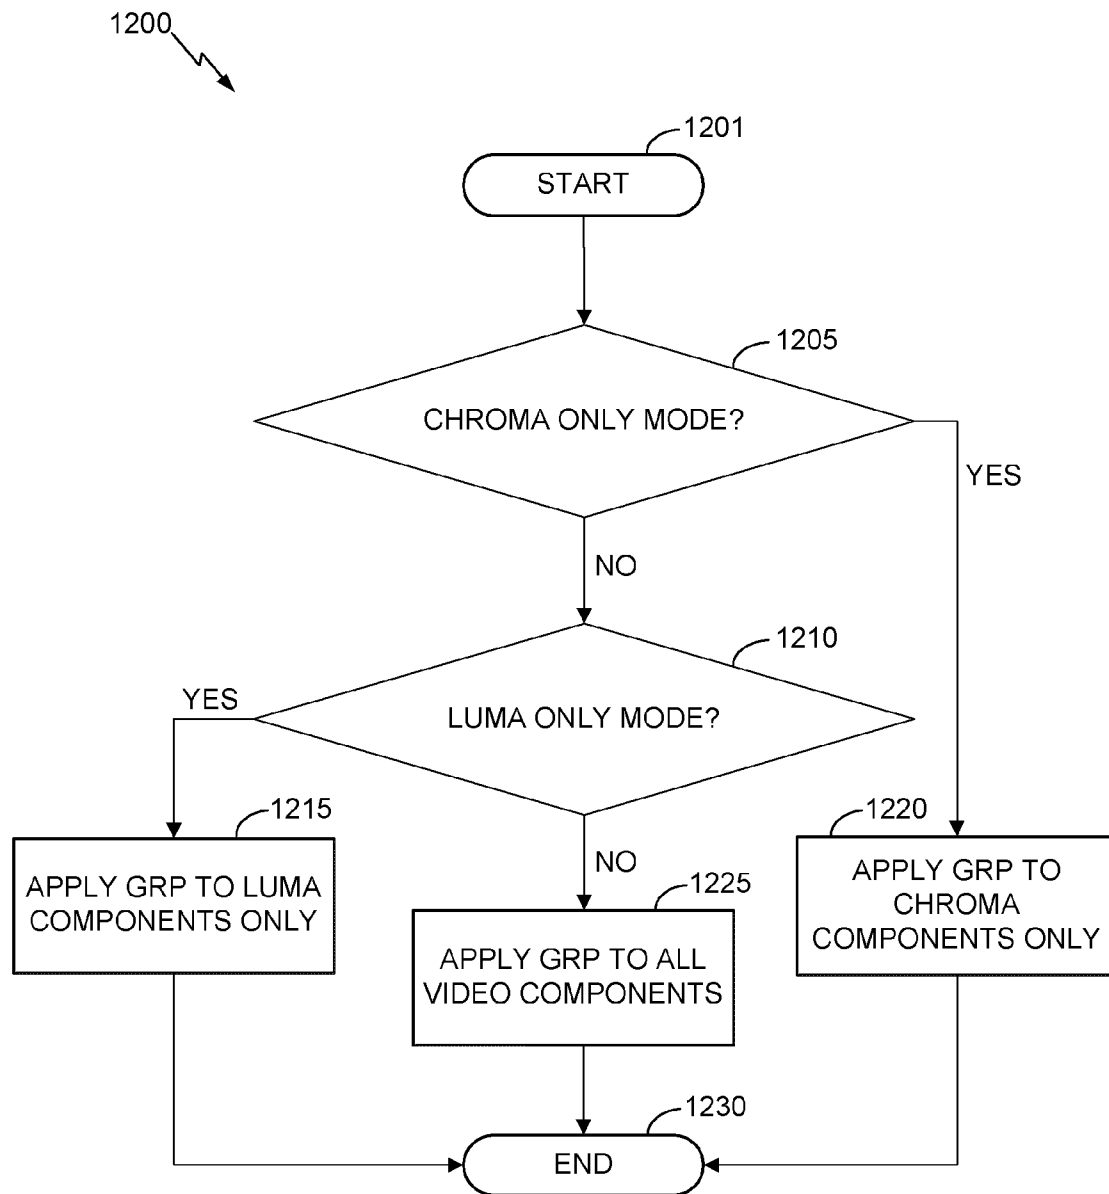 1200
1201
START
1205
CHROMA ONLY MODE?
YES
NO
1210
YES
LUMA ONLY MODE?
1215
APPLY GRP TO LUMA
COMPONENTS ONLY
NO
1225
APPLY GRP TO ALL
VIDEO COMPONENTS
1220
APPLY GRP TO
CHROMA
COMPONENTS ONLY
1230
END